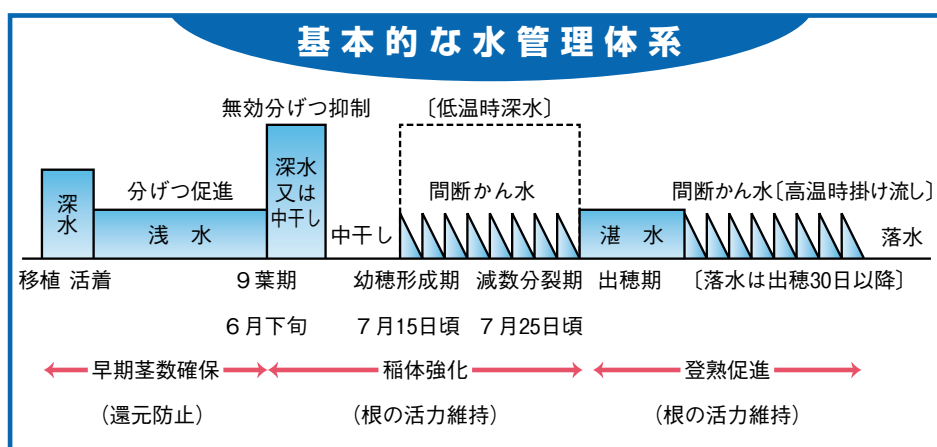 基本的な水管理体系
無効分げつ抑制
〔低温時深水〕
深水
分げつ促進
浅水
深水又は中干し
中干し
間断かん水
湛水
間断かん水〔高温時掛け流し〕
落水
移植 活着
9葉期
幼穂形成期
減数分裂期
出穂期
〔落水は出穂30日以降〕
6月下旬
7月15日頃
7月25日頃
早期茎数確保
稲体強化
登熟促進
(還元防止)
(根の活力維持)
(根の活力維持)